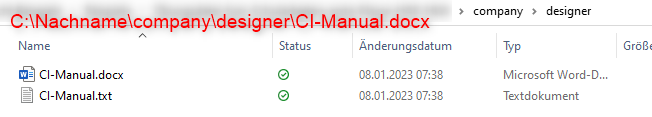 company > designer
C:\Nachname\company\designer\CI-Manual.docx
Name Status Änderungsdatum Typ Größe
CI-Manual.docx 08.01.2023 07:38 Microsoft Word-D...
CI-Manual.txt 08.01.2023 07:38 Textdokument